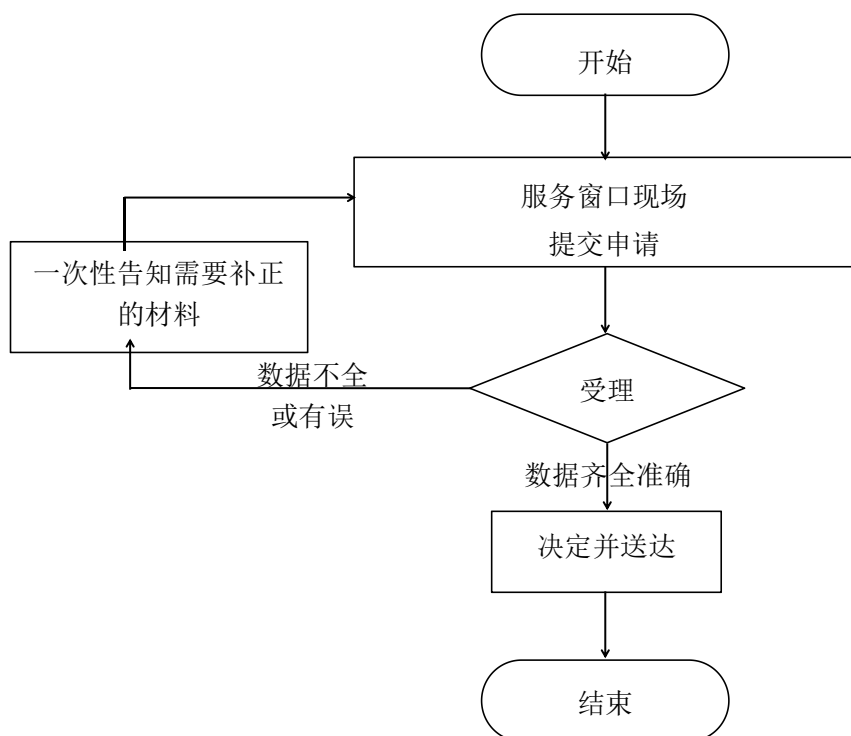 开始
服务窗口现场
提交申请
一次性告知需要补正
的材料
数据不全
或有误
受理
数据齐全准确
决定并送达
结束